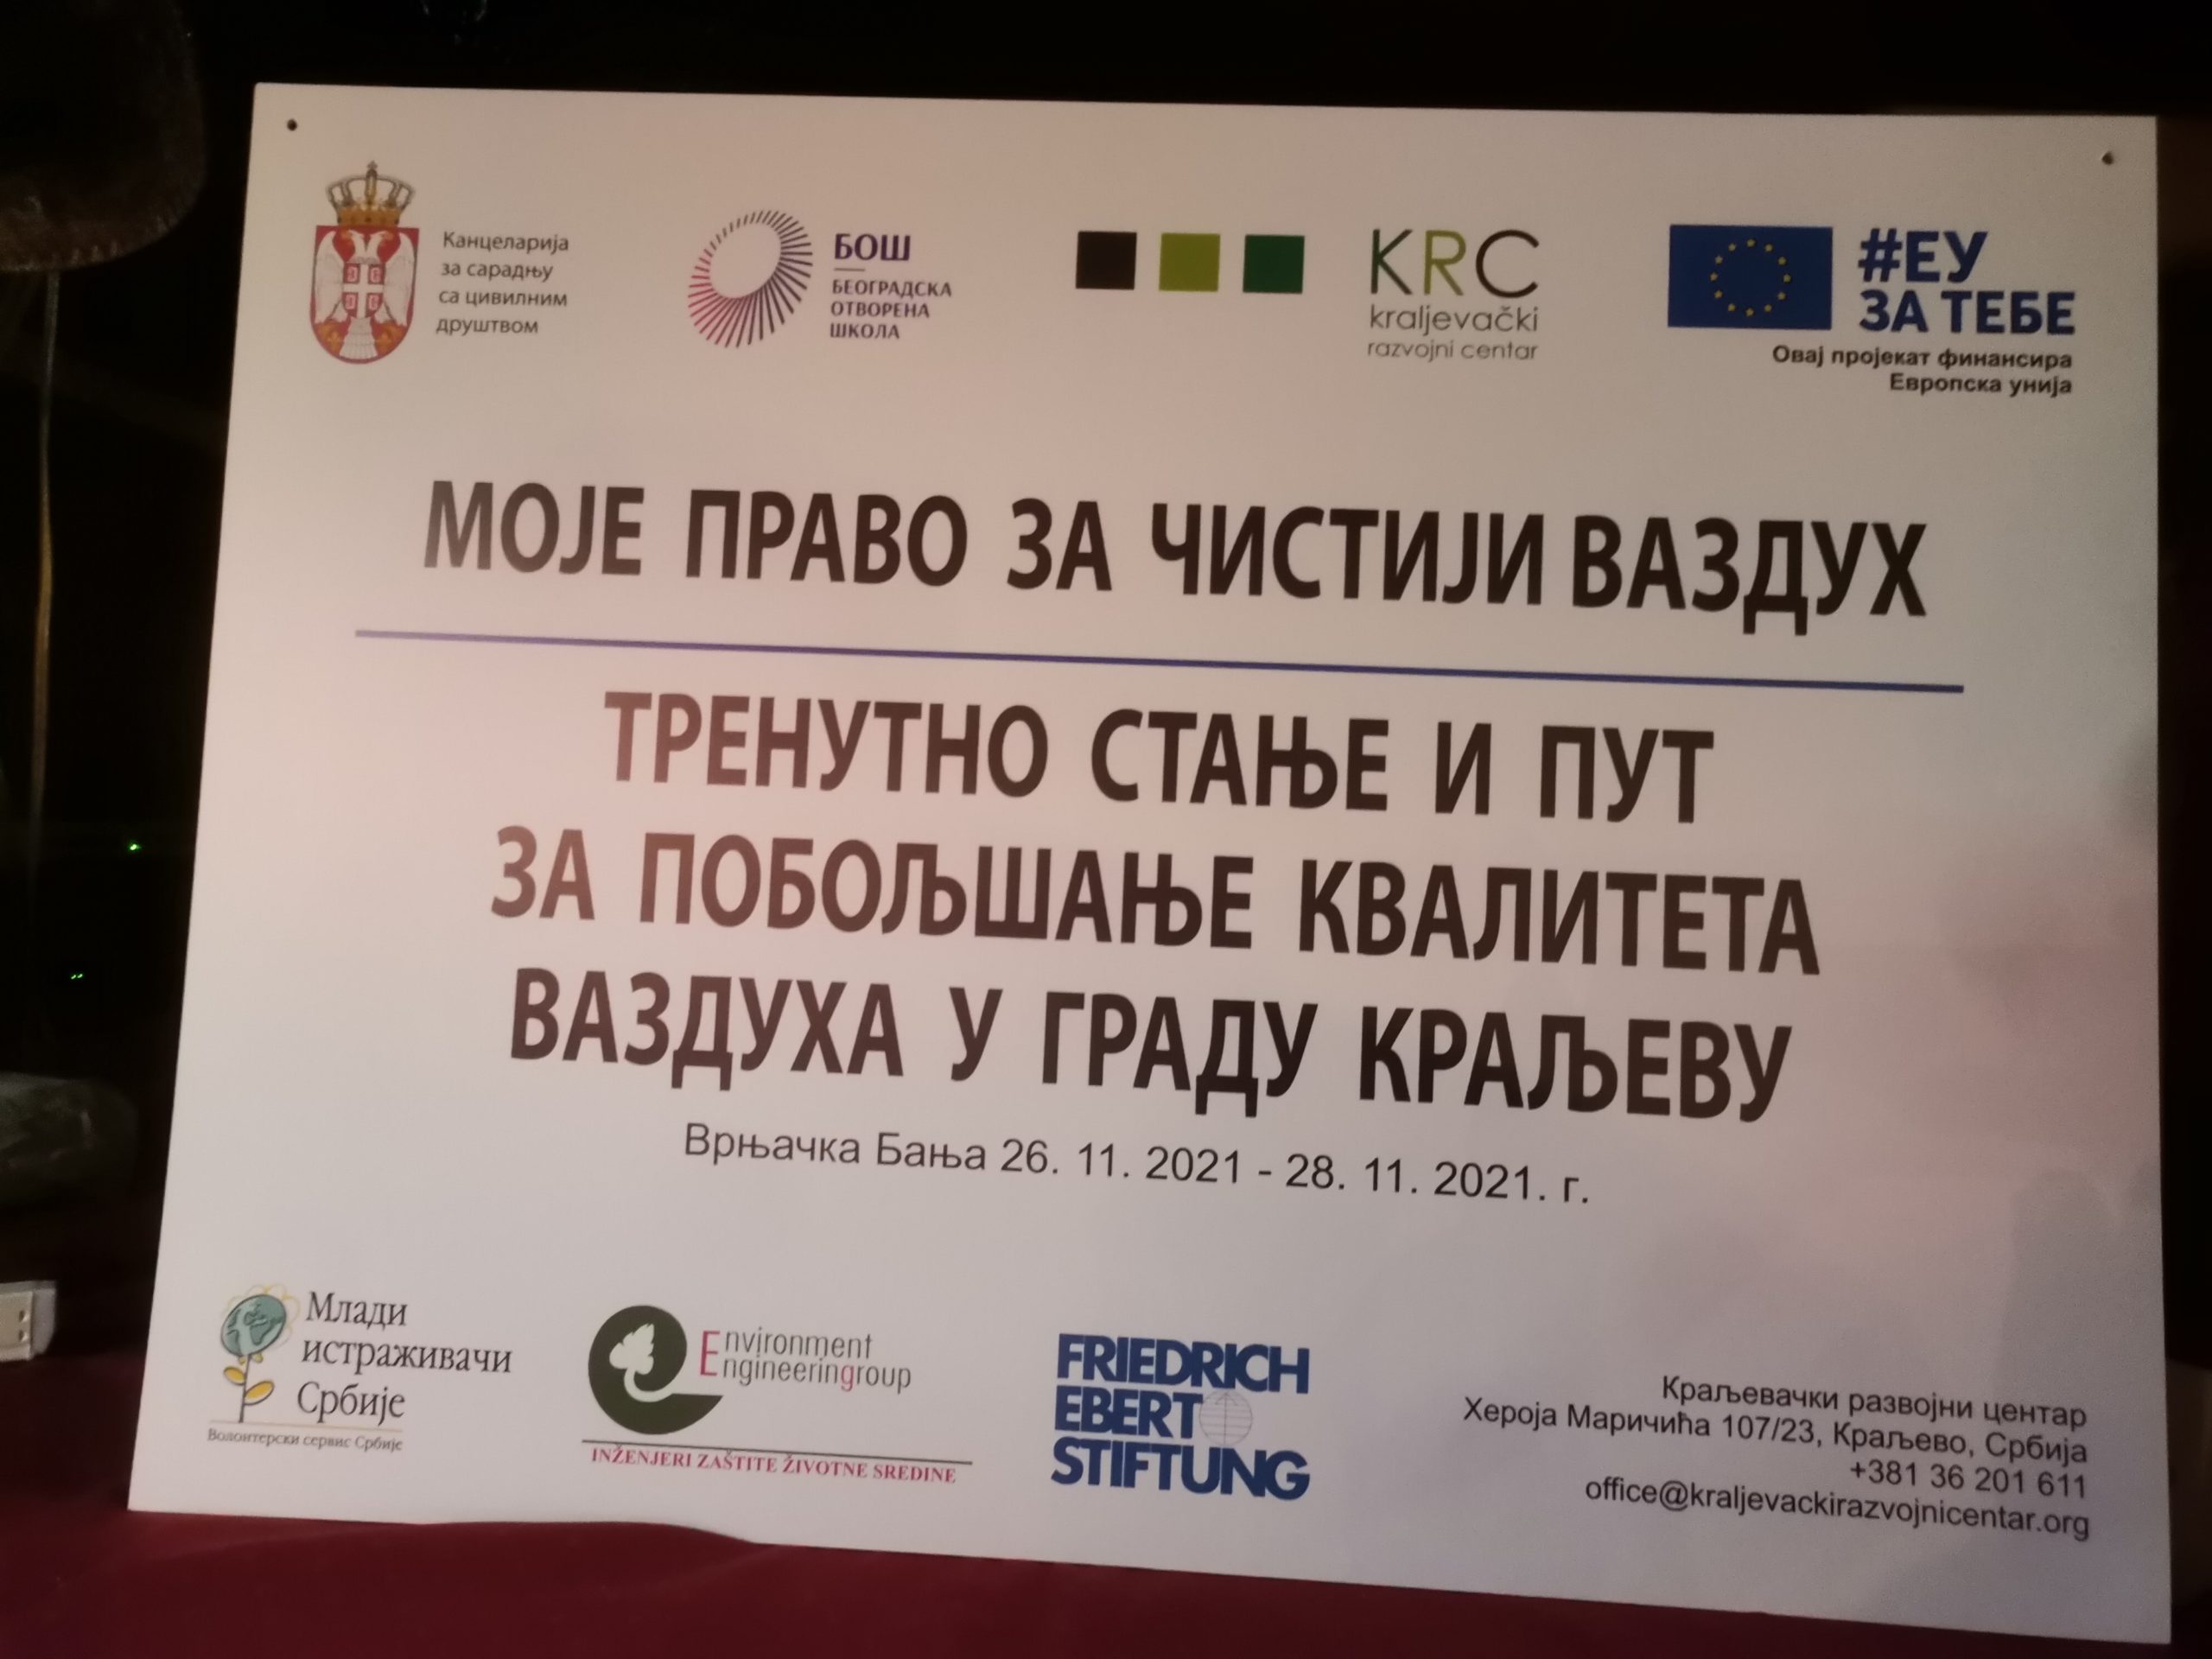 Канцеларија
за сарадњу
са цивилним
друштвом
БОШ
БЕОГРАДСКА
ОТВОРЕНА
ШКОЛА
KRC
kraljevački
razvojni centar
#ЕУ
ЗА ТЕБЕ
Овај пројекат финансира
Европска унија
МОЈЕ ПРАВО ЗА ЧИСТИЈИ ВАЗДУХ
ТРЕНУТНО СТАЊЕ И ПУТ
ЗА ПОБОЉШАЊЕ КВАЛИТЕТА
ВАЗДУХА У ГРАДУ КРАЉЕВУ
Врњачка Бања 26. 11. 2021 - 28. 11. 2021. г.
Млади
истраживачи
Србије
Волонтерски сервис Србије
Environment
Engineeringroup
INŽENJERI ZAŠTITE ŽIVOTNE SREDINE
FRIEDRICH
EBERT
STIFTUNG
Краљевачки развојни центар
Хероја Маричића 107/23, Краљево, Србија
+381 36 201 611
office@kraljevackirazvojnicentar.org